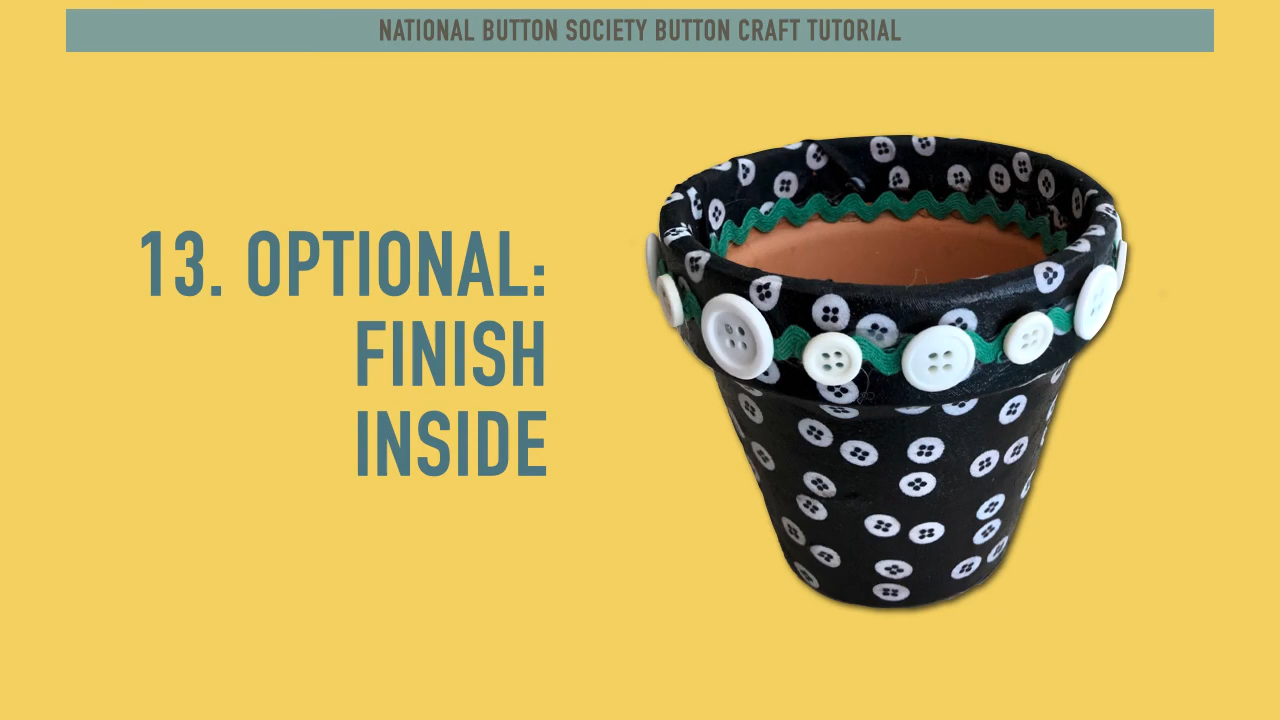 NATIONAL BUTTON SOCIETY BUTTON CRAFT TUTORIAL
13. OPTIONAL:
FINISH
INSIDE